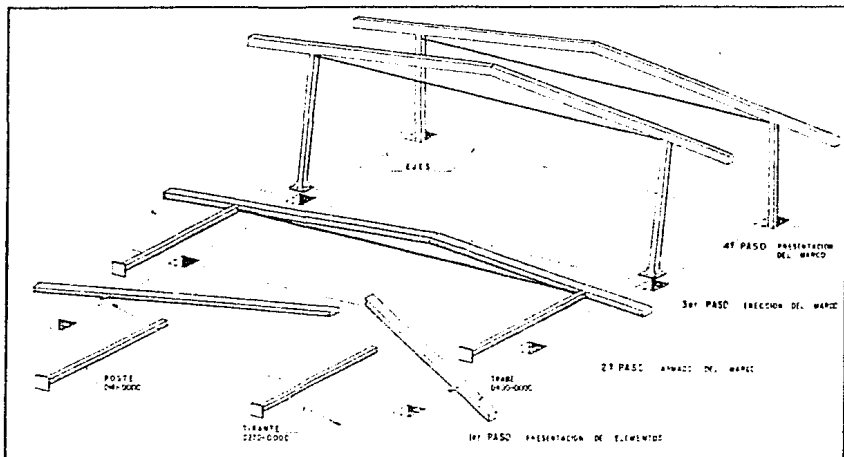 EJES
4º PASO PRESENTACION
DEL MARCO
3er PASO ERECCION DEL MARCO
2º PASO ARMADO DEL MARCO
POSTE
TRABE
TIRANTE
1er PASO PRESENTACION DE ELEMENTOS